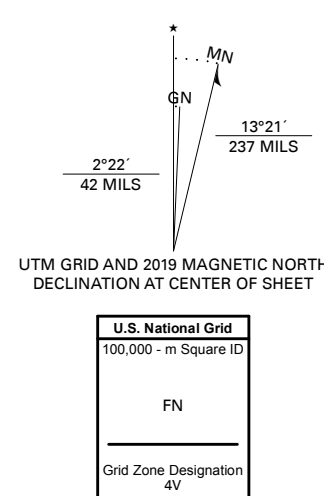 ★
MN
GN
13°21´
237 MILS
2°22´
42 MILS
UTM GRID AND 2019 MAGNETIC NORTH
DECLINATION AT CENTER OF SHEET
U.S. National Grid
100,000 - m Square ID
FN
Grid Zone Designation
4V